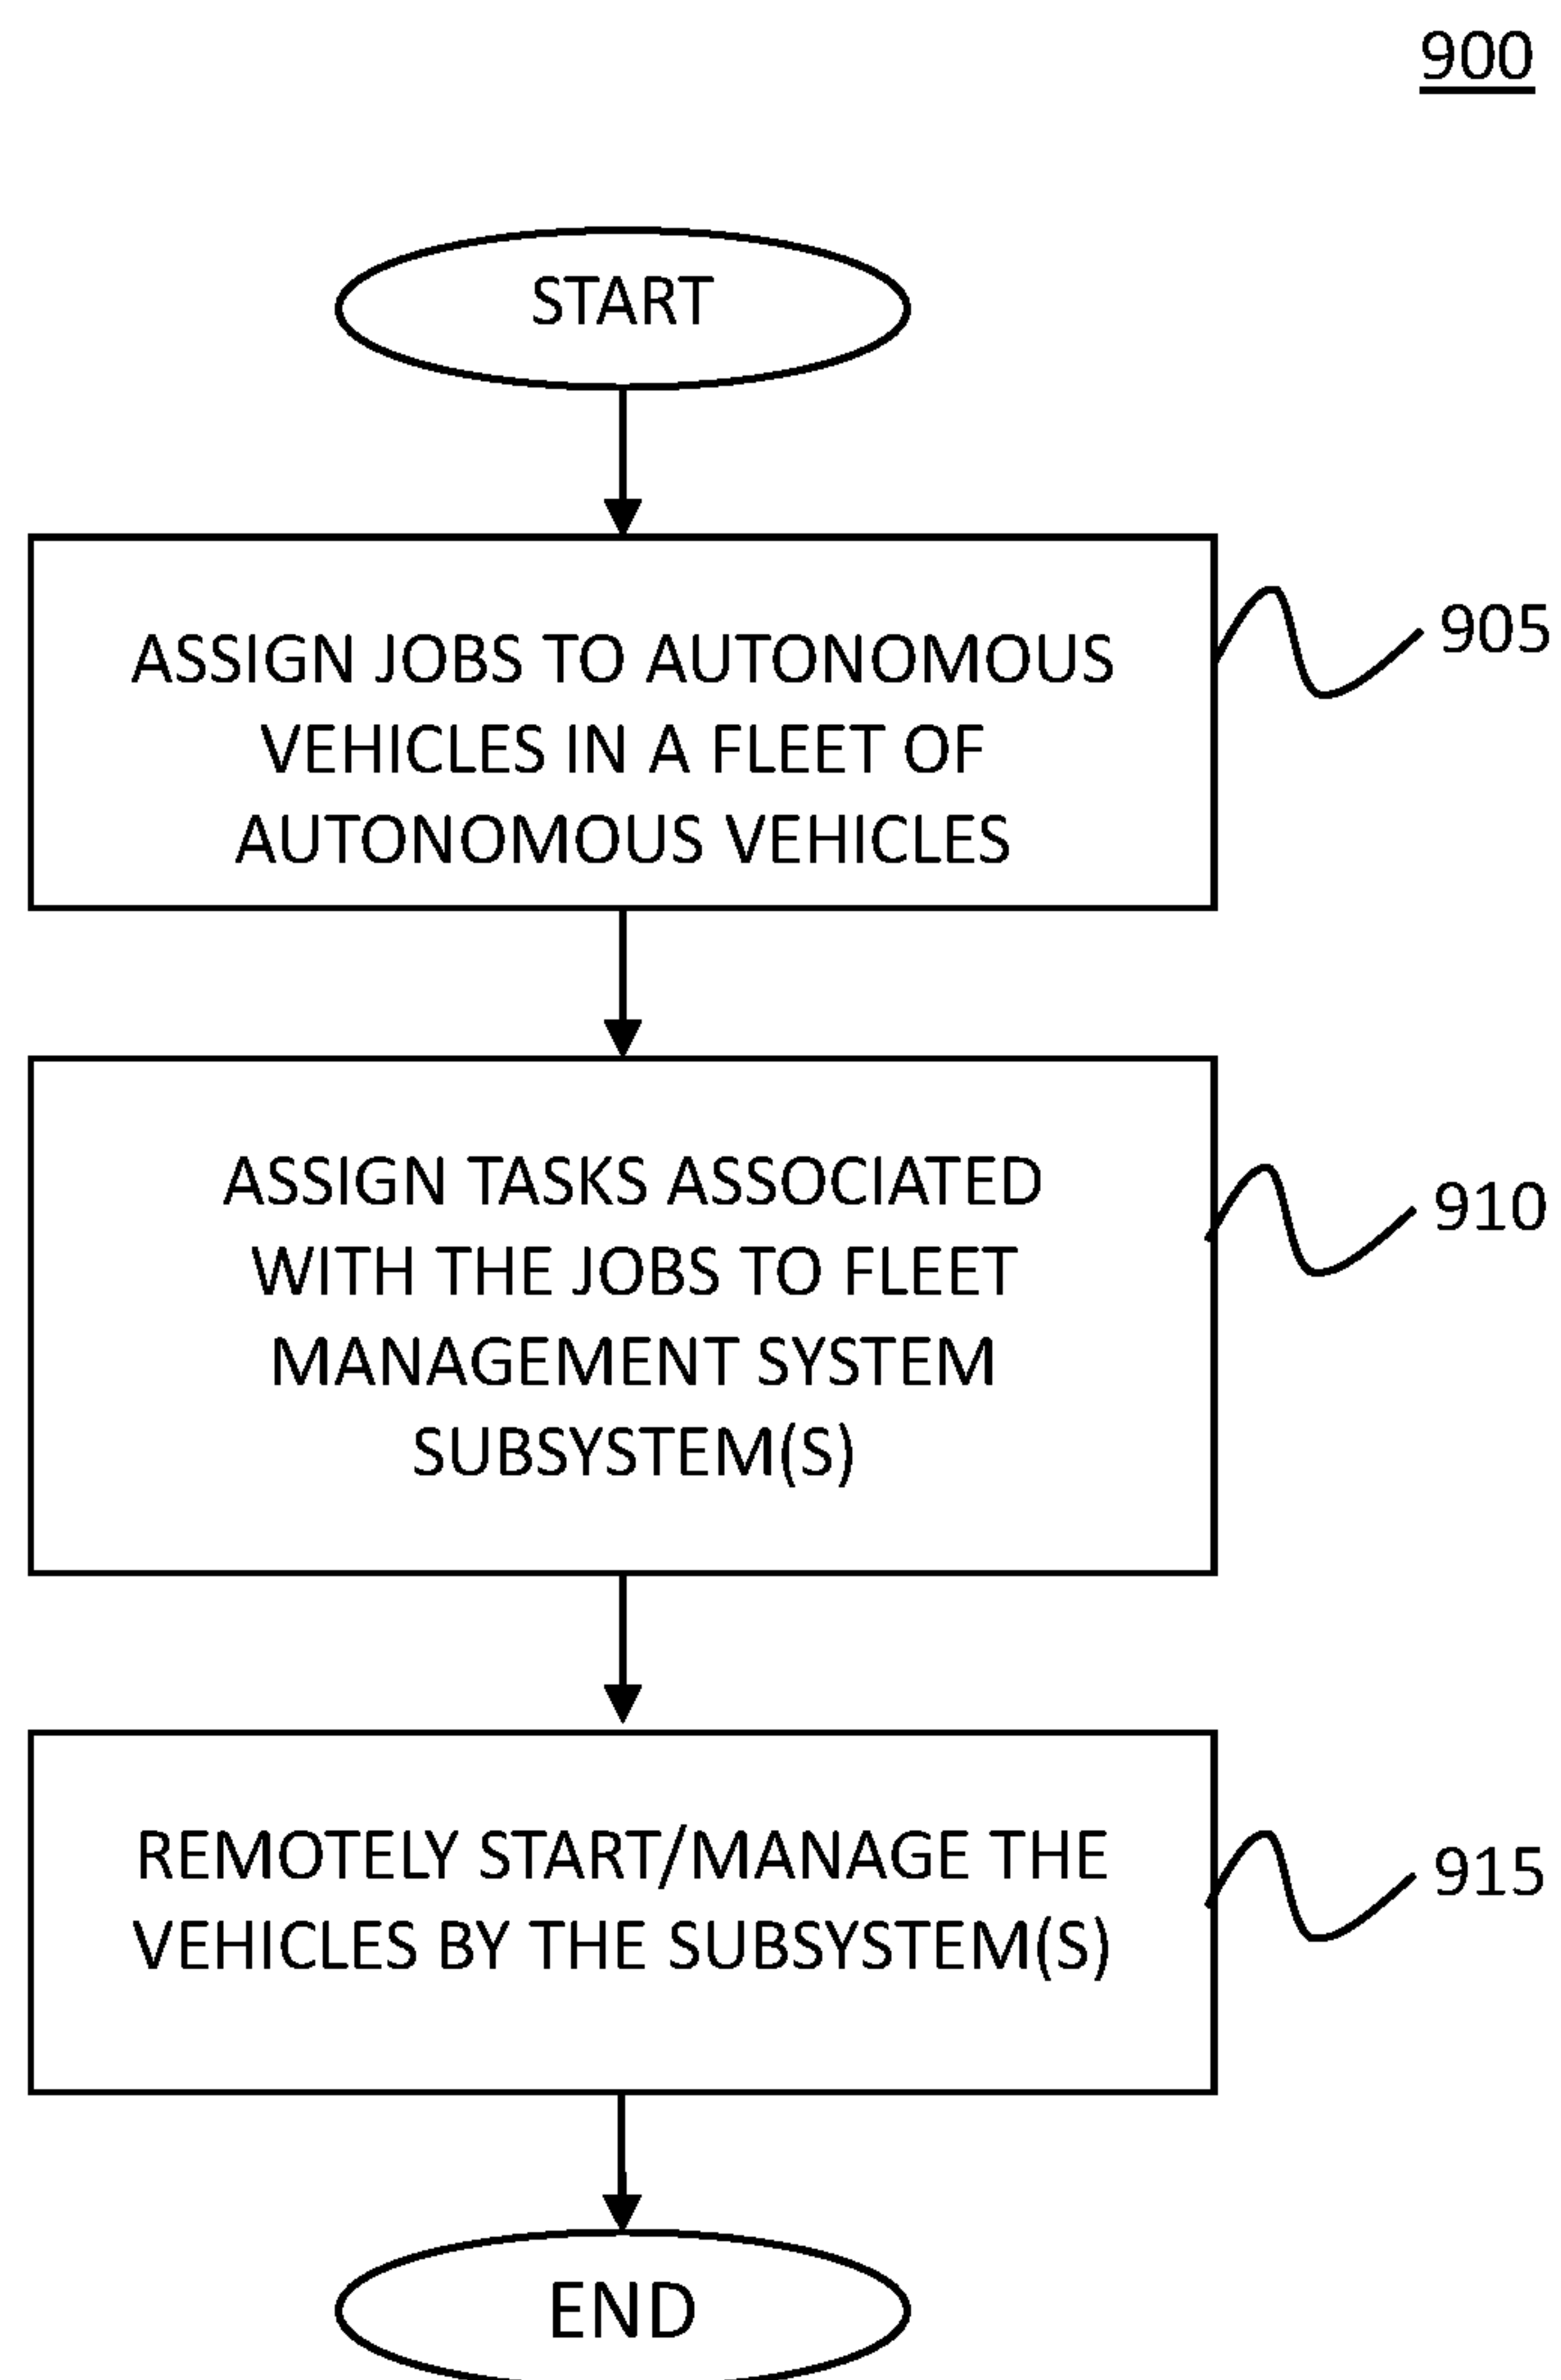 900
START
ASSIGN JOBS TO AUTONOMOUS
VEHICLES IN A FLEET OF
AUTONOMOUS VEHICLES
905
ASSIGN TASKS ASSOCIATED
WITH THE JOBS TO FLEET
MANAGEMENT SYSTEM
SUBSYSTEM(S)
910
REMOTELY START/MANAGE THE
VEHICLES BY THE SUBSYSTEM(S)
915
END